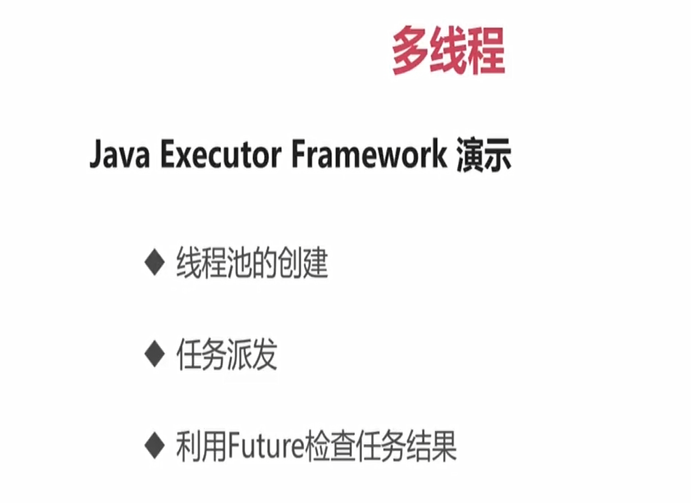 多线程
Java Executor Framework 演示
◆ 线程池的创建
◆ 任务派发
◆ 利用Future检查任务结果